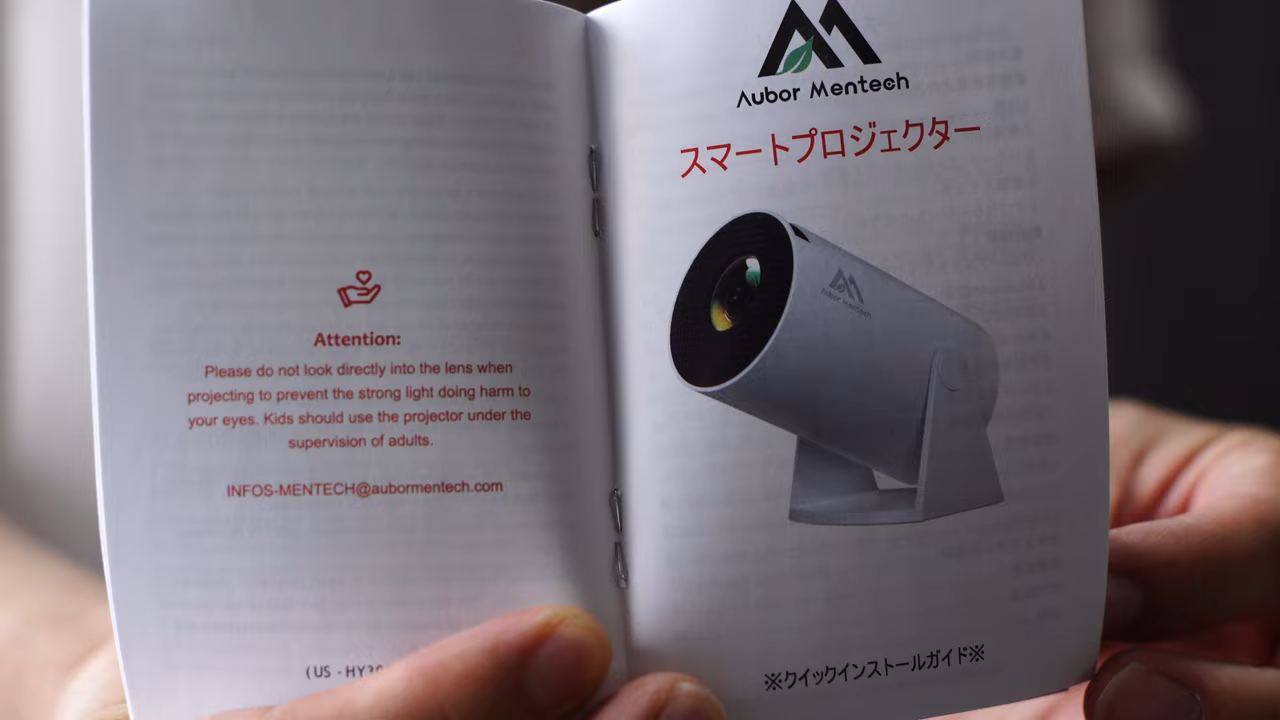 Attention:
Please do not look directly into the lens when
projecting to prevent the strong light doing harm to
your eyes. Kids should use the projector under the
supervision of adults.
INFOS-MENTECH@aubormentech.com
(US - HY30
Aubor Mentech
スマートプロジェクター
Aubor Mentech
※クイックインストールガイド※